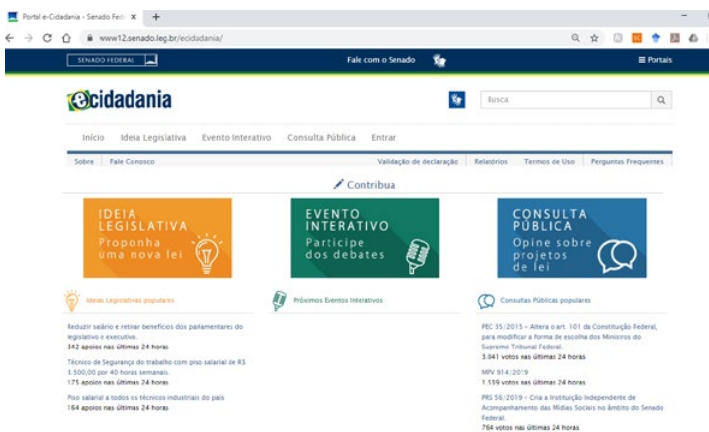 Portal e-Cidadania - Senado Fed
www12.senado.leg.br/ecidadania/
SENADO FEDERAL
Fale com o Senado
Portais
ecidadania
Busca
Início Ideia Legislativa Evento Interativo Consulta Pública Entrar
Sobre Fale Conosco Validação de declaração Relatórios Termos de Uso Perguntas Frequentes
Contribua
IDEIA
LEGISLATIVA
Proponha
uma nova lei
EVENTO
INTERATIVO
Participe
dos debates
CONSULTA
PÚBLICA
Opine sobre
projetos
de lei
Ideias Legislativas populares
Reduzir salário e retirar benefícios dos parlamentares do
legislativo e executivo.
342 apoios nas últimas 24 horas
Técnico de Segurança do trabalho com piso salarial de R$
3.500,00 por 40 horas semanais.
175 apoios nas últimas 24 horas
Piso salarial a todos os técnicos industriais do país
164 apoios nas últimas 24 horas
Próximos Eventos Interativos
Consultas Públicas populares
PEC 35/2015 - Altera o art. 101 da Constituição Federal,
para modificar a forma de escolha dos Ministros do
Supremo Tribunal Federal.
3.041 votos nas últimas 24 horas
MPV 914/2019
1.139 votos nas últimas 24 horas
PRS 56/2019 - Cria a Instituição Independente de
Acompanhamento das Mídias Sociais no âmbito do Senado
Federal.
764 votos nas últimas 24 horas